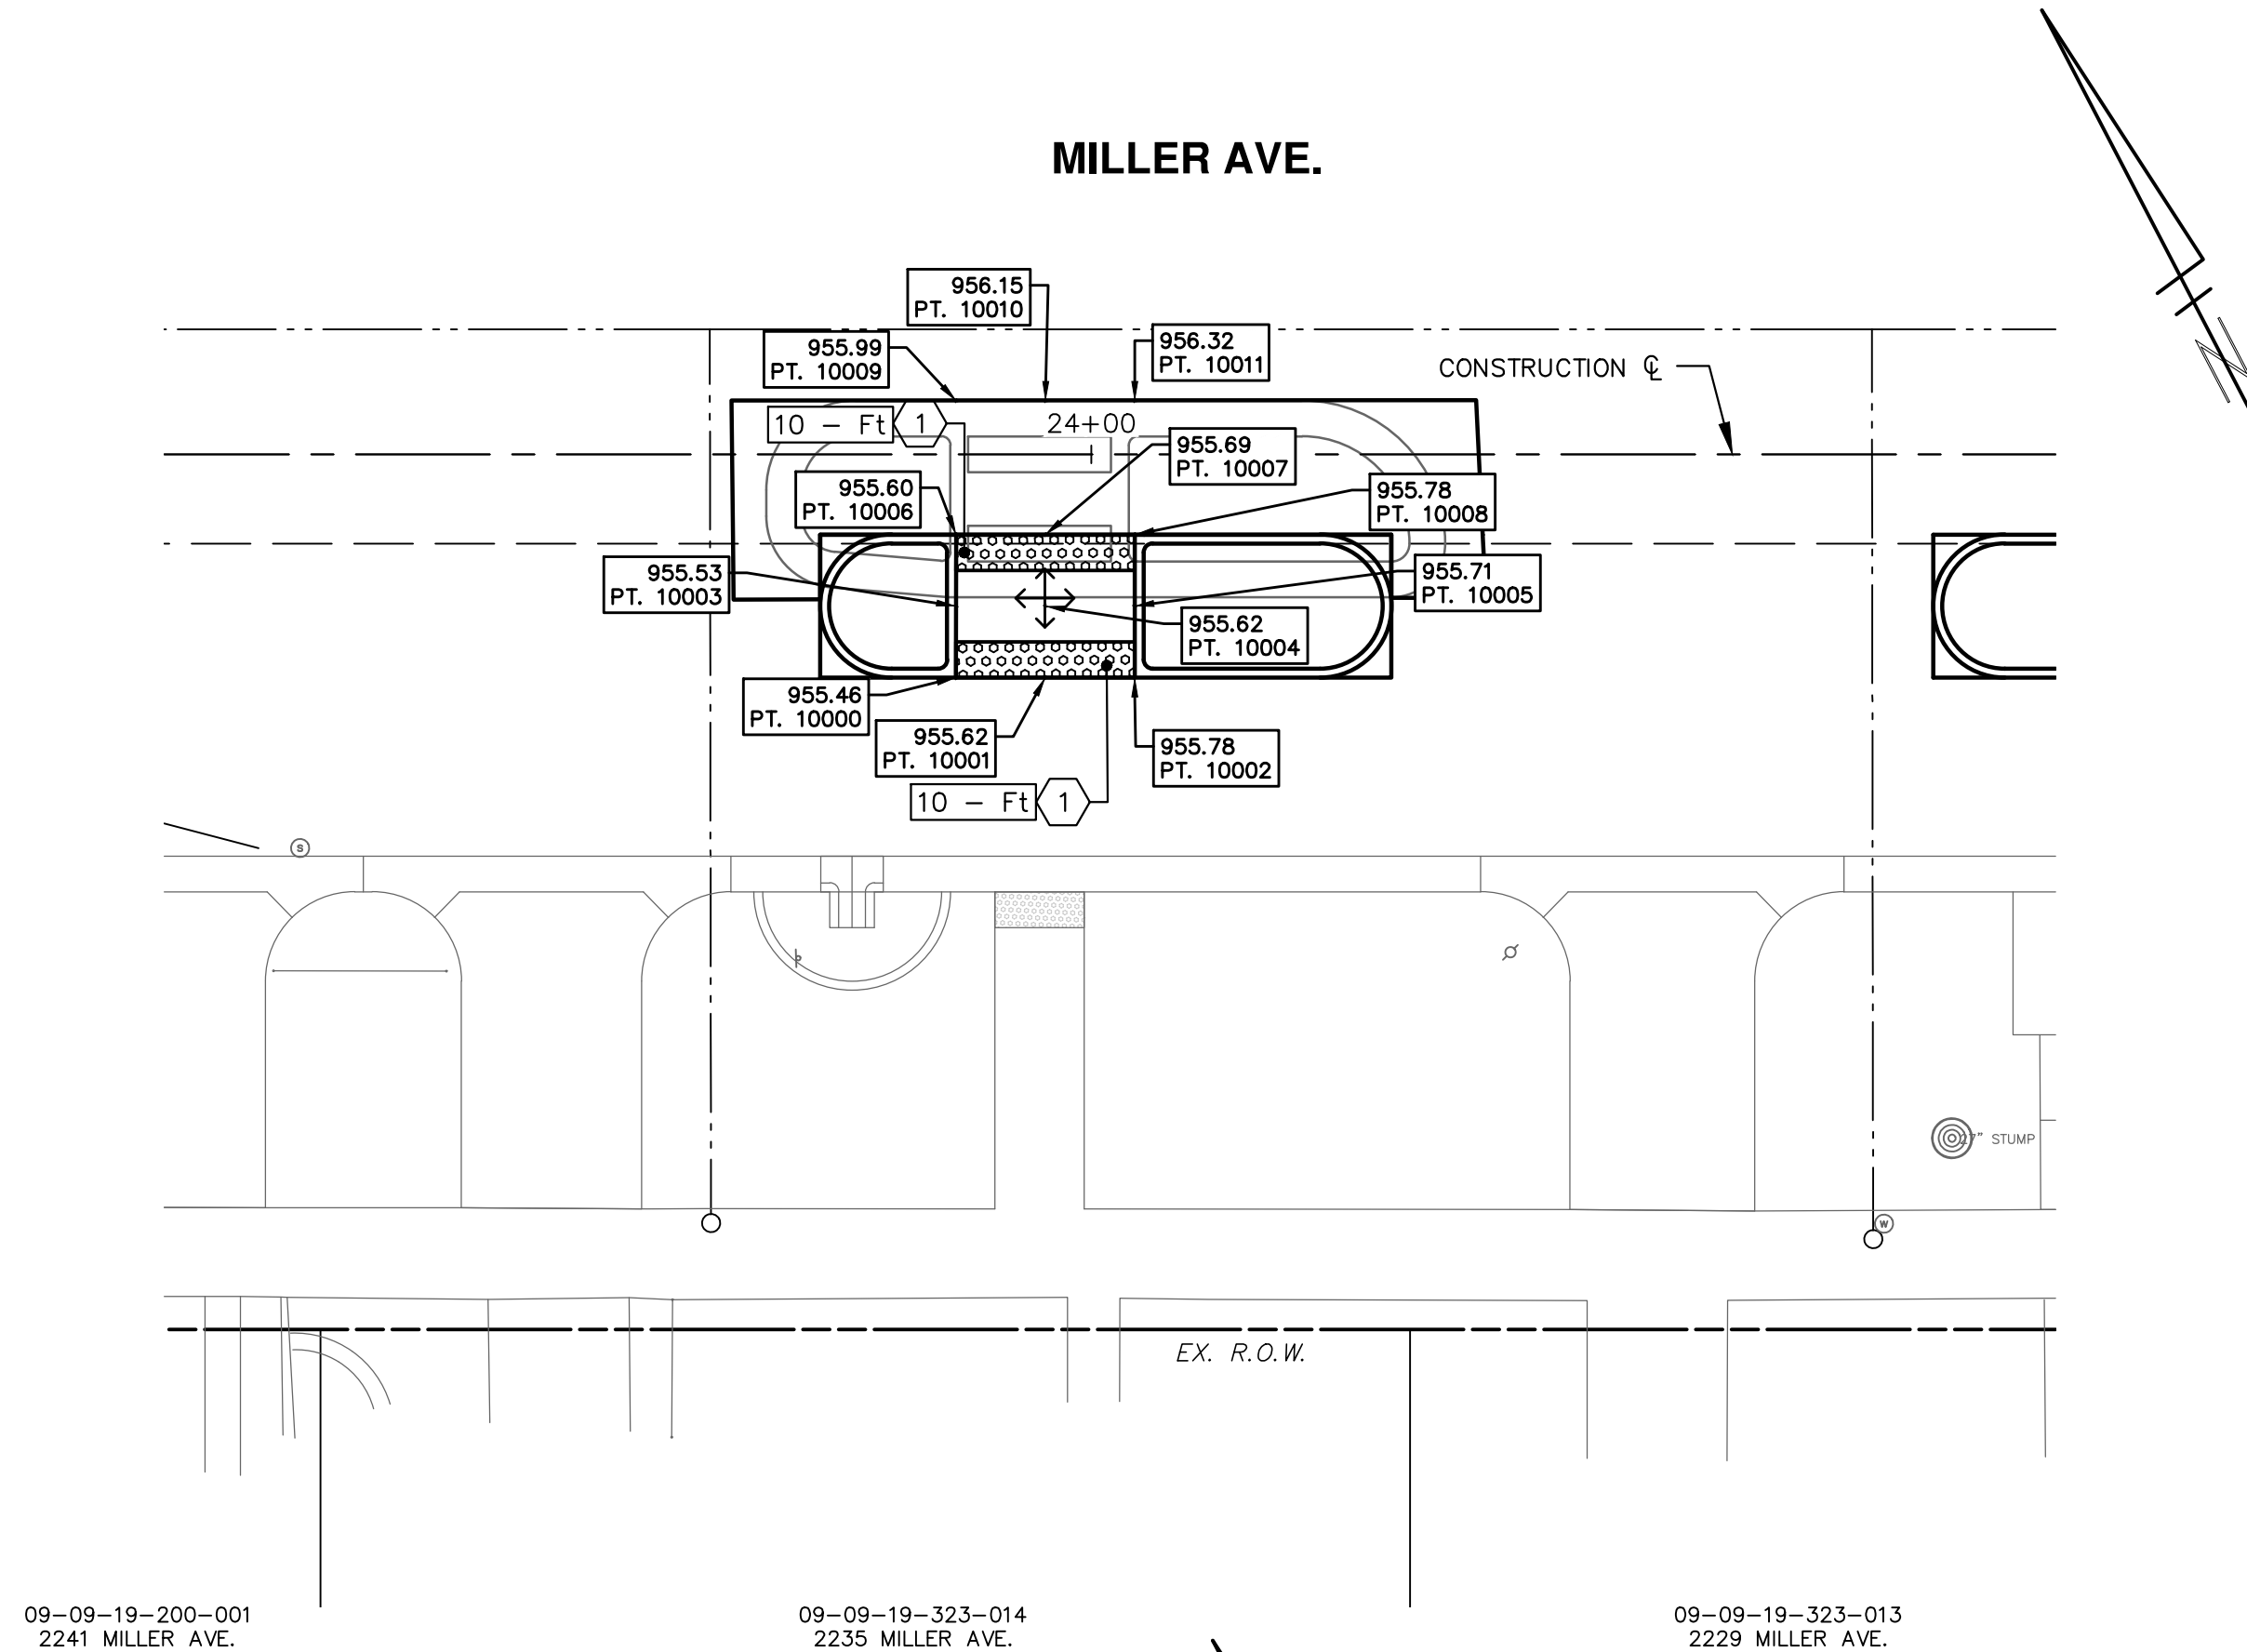 MILLER AVE.
956.15
PT. 10010
955.99
PT. 10009
956.32
PT. 10011
CONSTRUCTION ℄
10 - Ft 1
24+00
955.69
PT. 10007
955.60
PT. 10006
955.78
PT. 10008
955.53
PT. 10003
955.71
PT. 10005
955.62
PT. 10004
955.46
PT. 10000
955.62
PT. 10001
955.78
PT. 10002
10 - Ft 1
S
27" STUMP
W
EX. R.O.W.
09-09-19-200-001
2241 MILLER AVE.
09-09-19-323-014
2235 MILLER AVE.
09-09-19-323-013
2229 MILLER AVE.
N